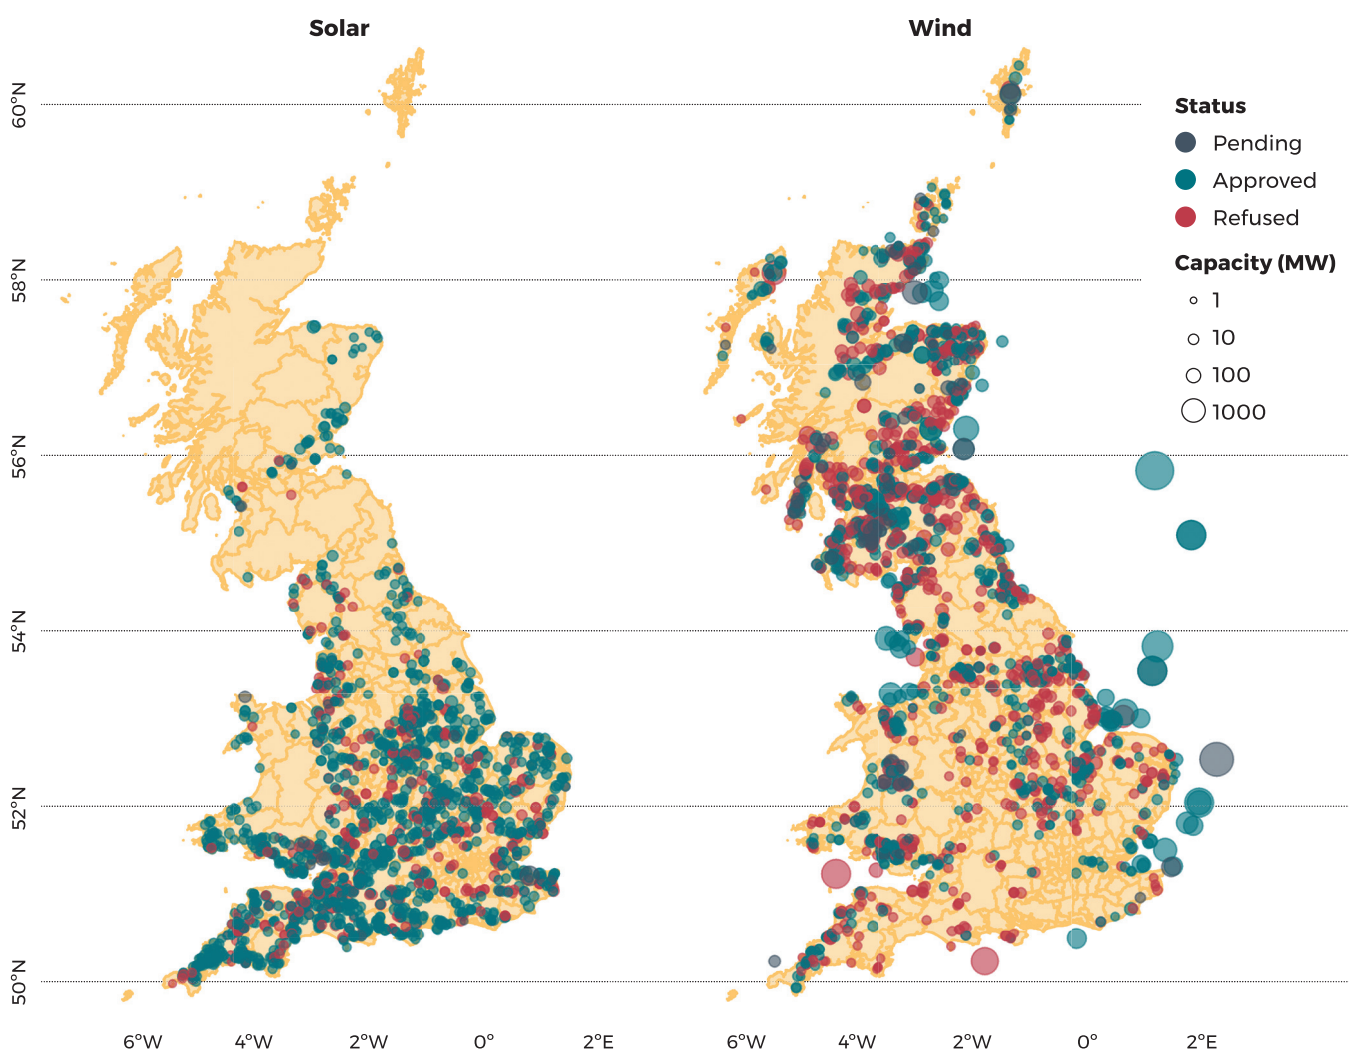 Solar
Wind
60°N
58°N
56°N
54°N
52°N
50°N
6°W
4°W
2°W
0°
2°E
6°W
4°W
2°W
0°
2°E
Status
Pending
Approved
Refused
Capacity (MW)
1
10
100
1000